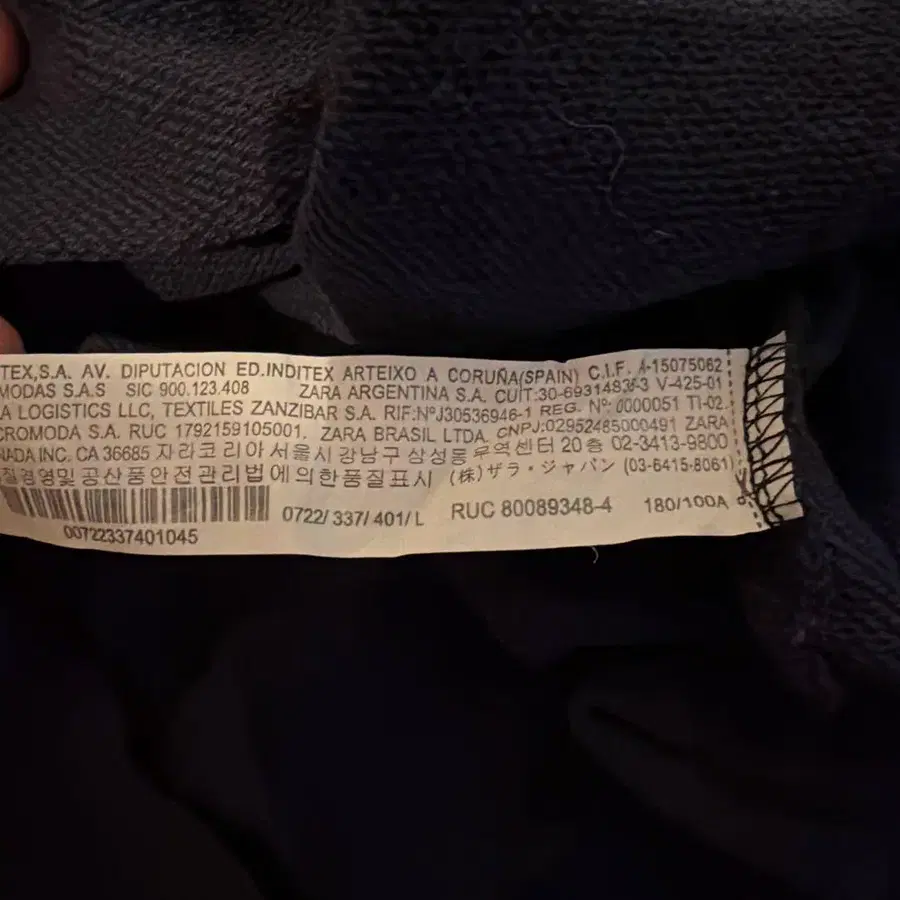 TEX,S.A. AV. DIPUTACION ED.INDITEX ARTEIXO A CORUÑA(SPAIN) C.I.F. A-15075062
MODAS S.A.S SIC 900.123.408 ZARA ARGENTINA S.A. CUIT:30-69314835-3 V-425-01
A LOGISTICS LLC, TEXTILES ZANZIBAR S.A. RIF:NºJ30536946-1 REG. Nº 0000051 TI-02.
CROMODA S.A. RUC 1792159105001. ZARA BRASIL LTDA. CNPJ:02952485000491 ZARA
NADA INC. CA 36685 자라코리아서울시 강남구 삼성동 무역센터 20층 02-3413-9800
질경영및 공산품안전관리법에의한품질표시 (株)ザラ・ジャパン (03-6415-8061)
0722/ 337/ 401/ L RUC 80089348-4 180/100A
00722337401045